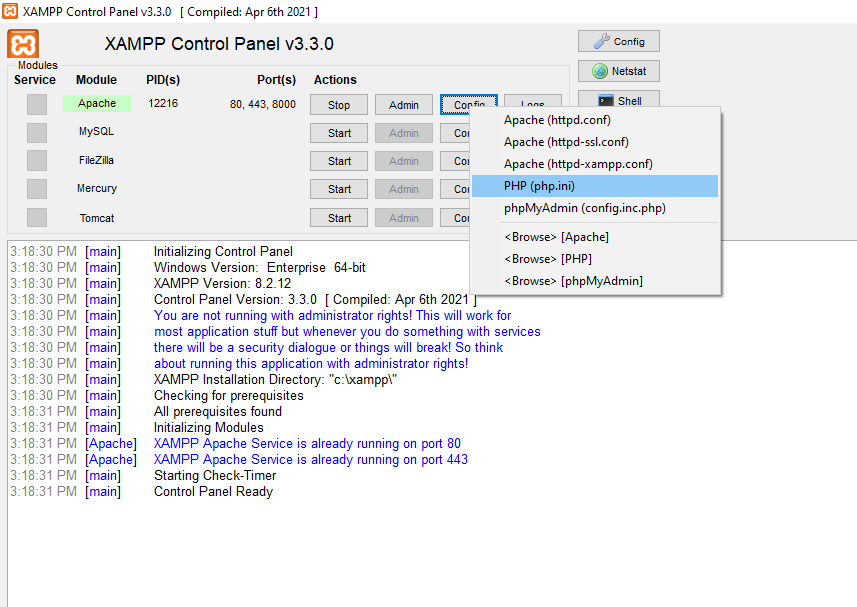 XAMPP Control Panel v3.3.0 [ Compiled: Apr 6th 2021 ]
XAMPP Control Panel v3.3.0
Config
Netstat
Shell
Modules
Service Module PID(s) Port(s) Actions
Apache 12216 80, 443, 8000 Stop Admin Config Logs
MySQL Start Admin Co
FileZilla Start Admin Co
Mercury Start Admin Co
Tomcat Start Admin Co
Apache (httpd.conf)
Apache (httpd-ssl.conf)
Apache (httpd-xampp.conf)
PHP (php.ini)
phpMyAdmin (config.inc.php)
<Browse> [Apache]
<Browse> [PHP]
<Browse> [phpMyAdmin]
3:18:30 PM [main] Initializing Control Panel
3:18:30 PM [main] Windows Version: Enterprise 64-bit
3:18:30 PM [main] XAMPP Version: 8.2.12
3:18:30 PM [main] Control Panel Version: 3.3.0 [ Compiled: Apr 6th 2021 ]
3:18:30 PM [main] You are not running with administrator rights! This will work for
3:18:30 PM [main] most application stuff but whenever you do something with services
3:18:30 PM [main] there will be a security dialogue or things will break! So think
3:18:30 PM [main] about running this application with administrator rights!
3:18:30 PM [main] XAMPP Installation Directory: "c:\xampp\"
3:18:30 PM [main] Checking for prerequisites
3:18:31 PM [main] All prerequisites found
3:18:31 PM [main] Initializing Modules
3:18:31 PM [Apache] XAMPP Apache Service is already running on port 80
3:18:31 PM [Apache] XAMPP Apache Service is already running on port 443
3:18:31 PM [main] Starting Check-Timer
3:18:31 PM [main] Control Panel Ready